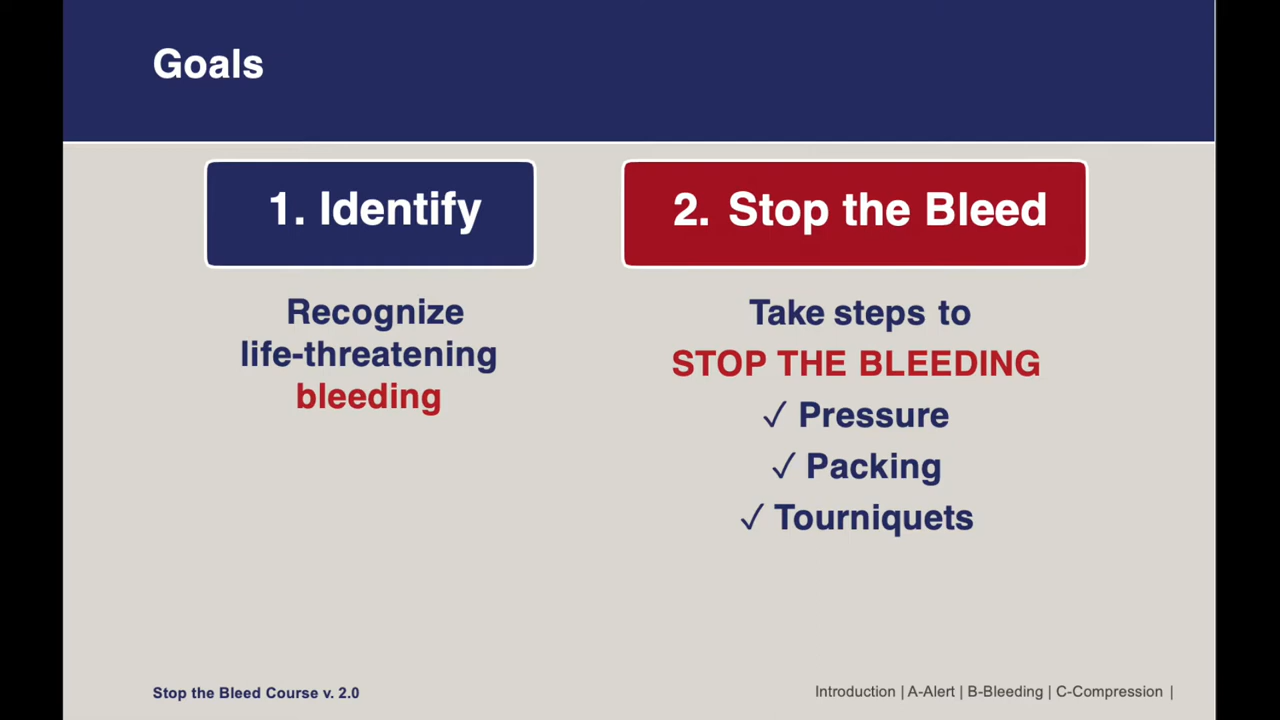 Goals
1. Identify
Recognize
life-threatening
bleeding
2. Stop the Bleed
Take steps to
STOP THE BLEEDING
✓ Pressure
✓ Packing
✓ Tourniquets
Stop the Bleed Course v. 2.0
Introduction | A-Alert | B-Bleeding | C-Compression |